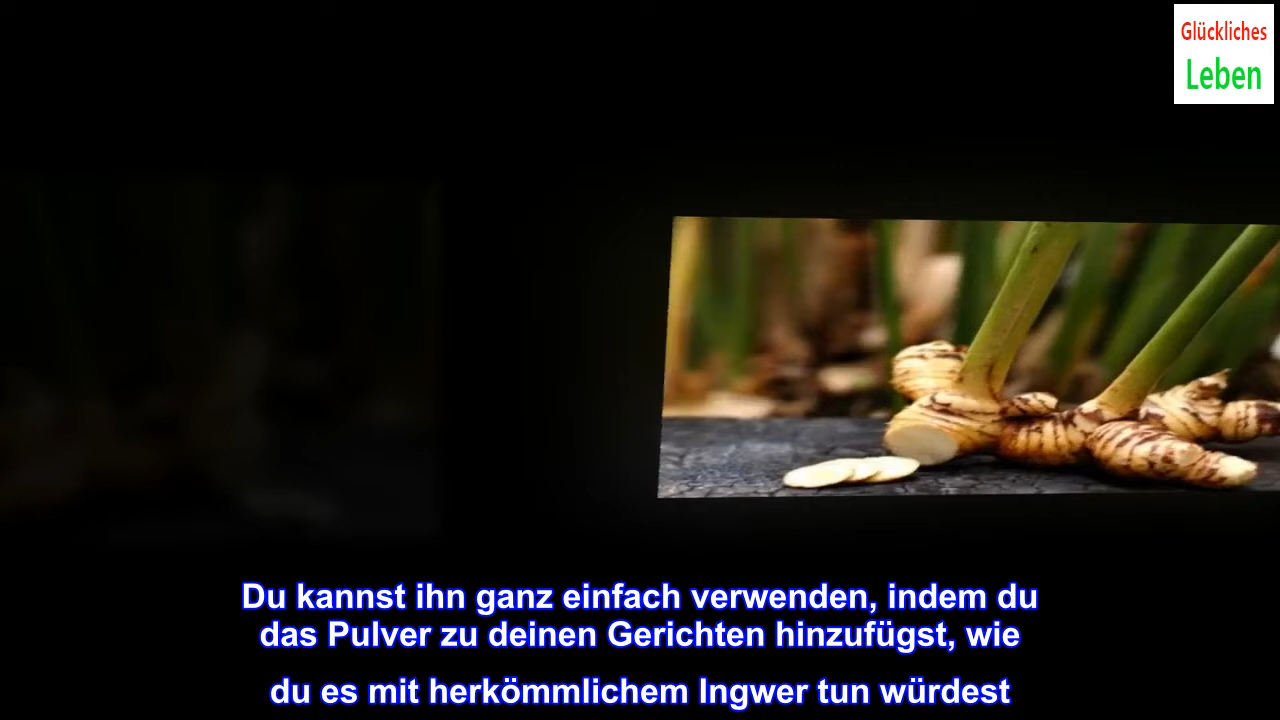 Glückliches
Leben
Du kannst ihn ganz einfach verwenden, indem du
das Pulver zu deinen Gerichten hinzufügst, wie
du es mit herkömmlichem Ingwer tun würdest